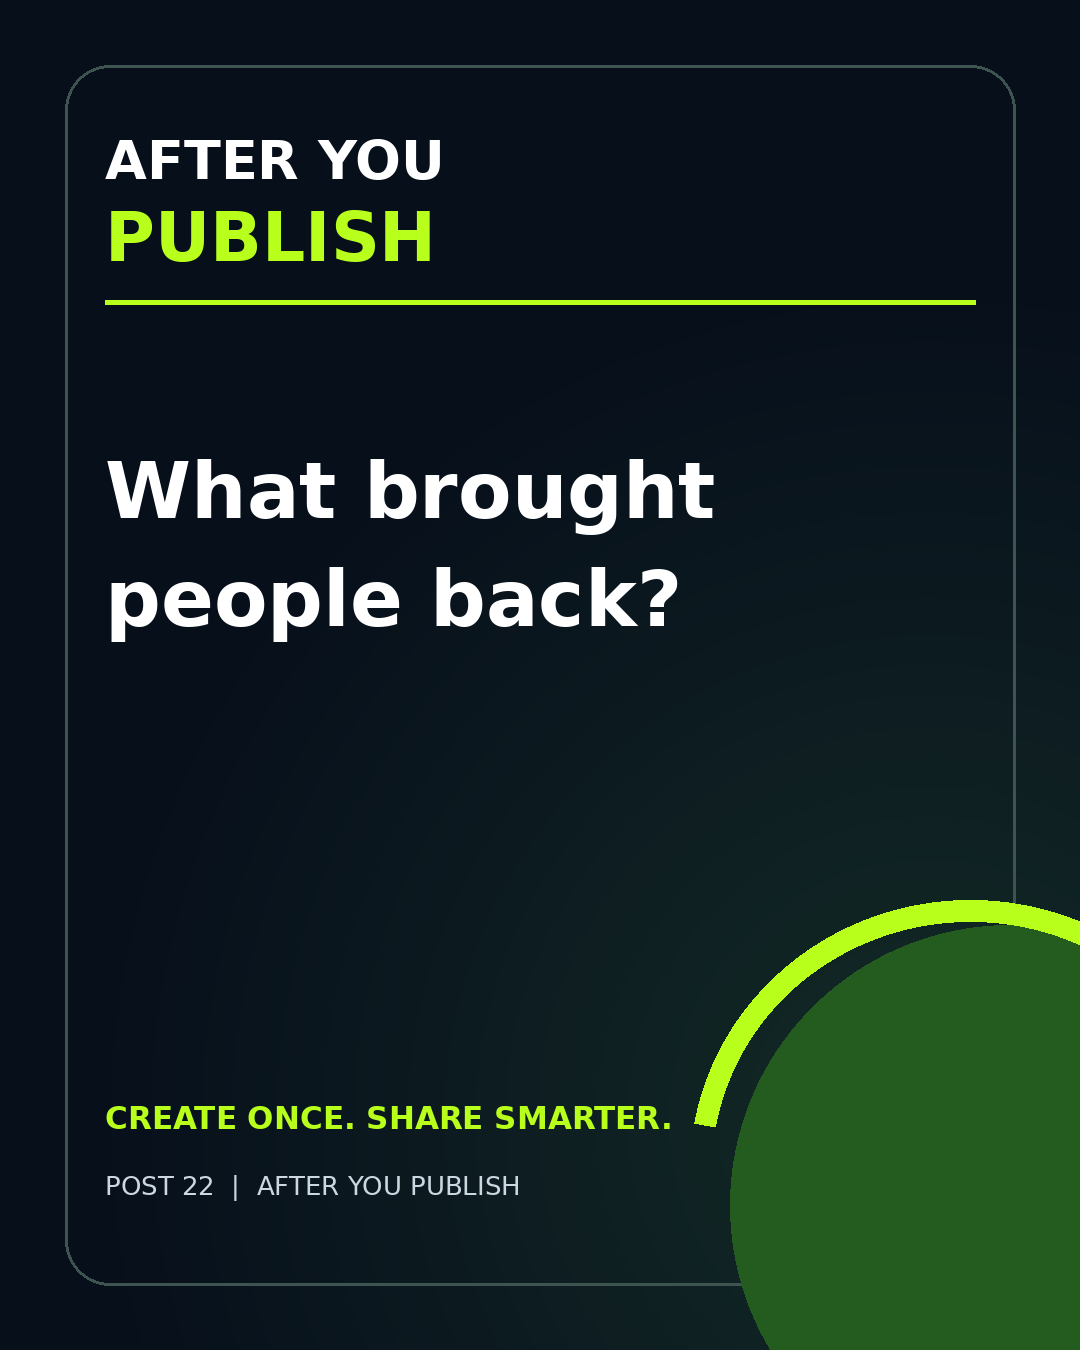 AFTER YOU
PUBLISH
What brought
people back?
CREATE ONCE. SHARE SMARTER.
POST 22 | AFTER YOU PUBLISH